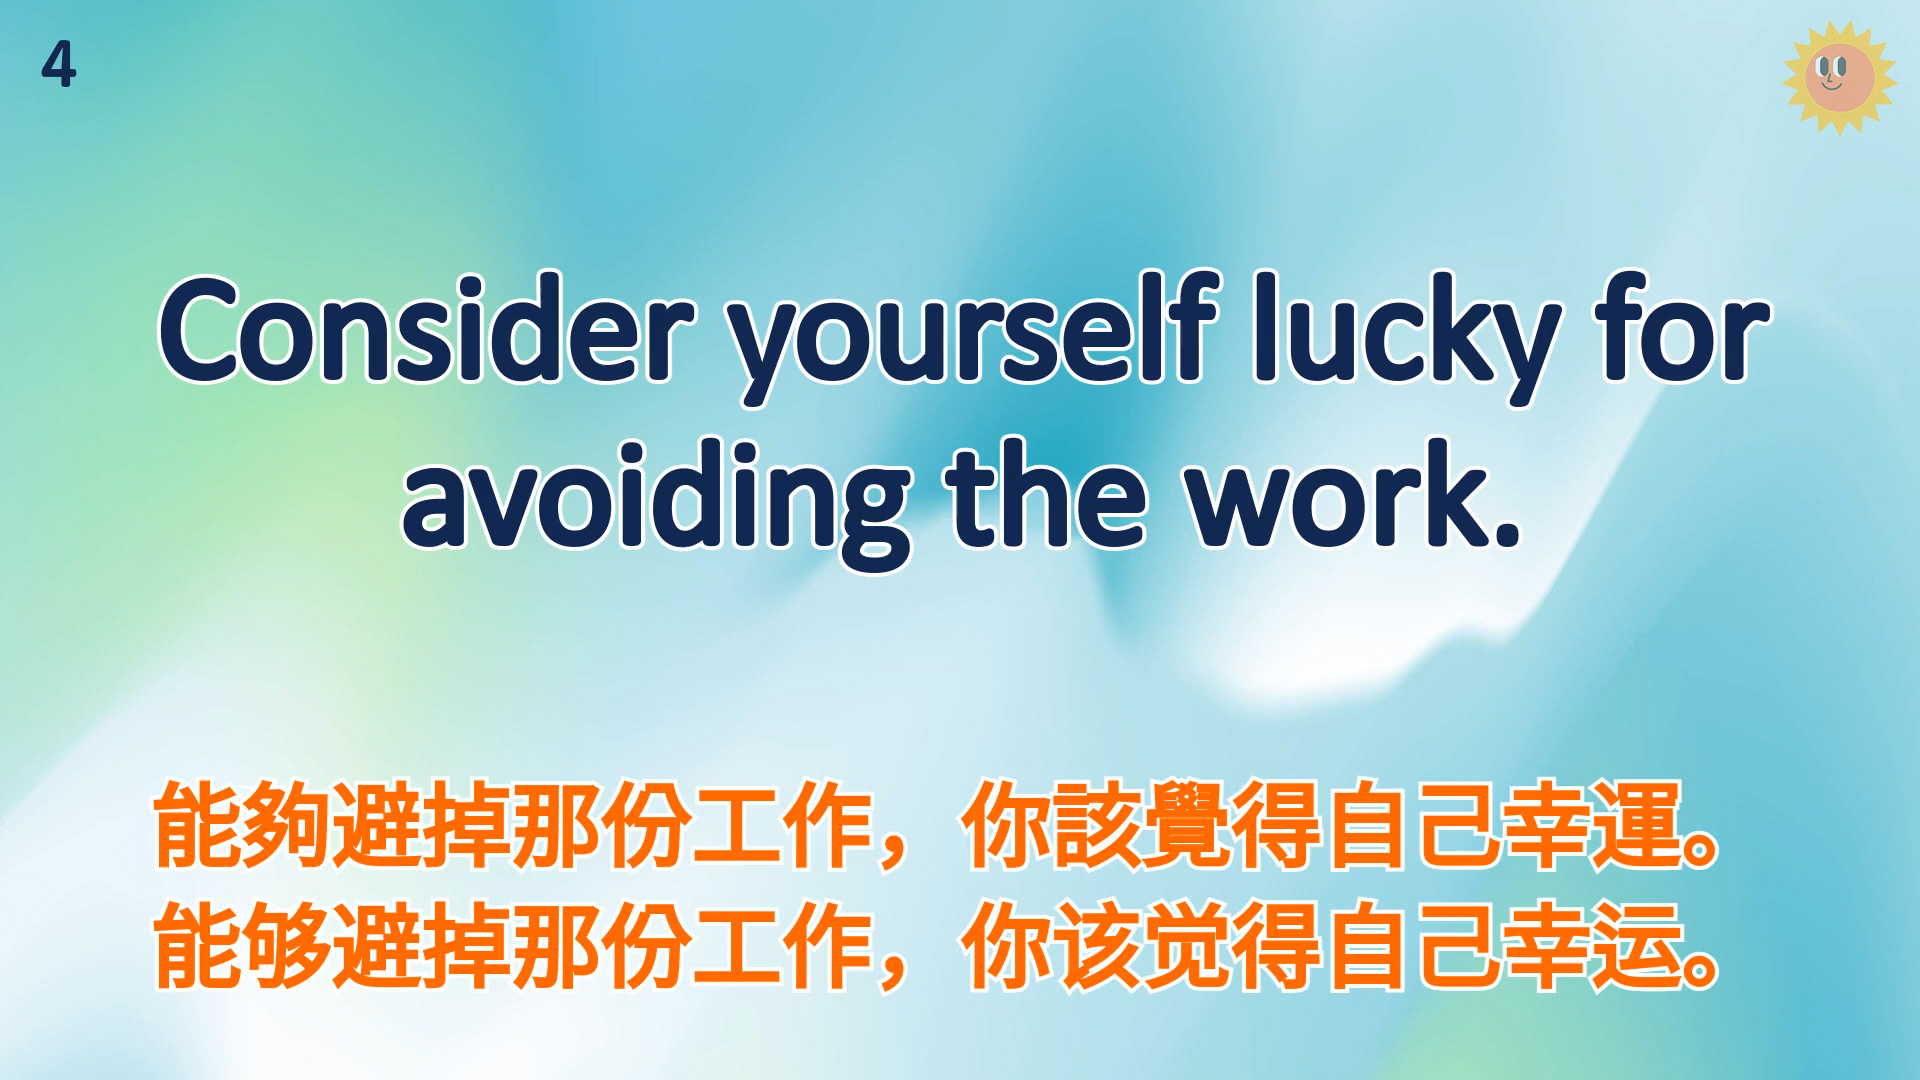 4
Consider yourself lucky for
avoiding the work.
能夠避掉那份工作，你該覺得自己幸運。
能够避掉那份工作，你该觉得自己幸运。